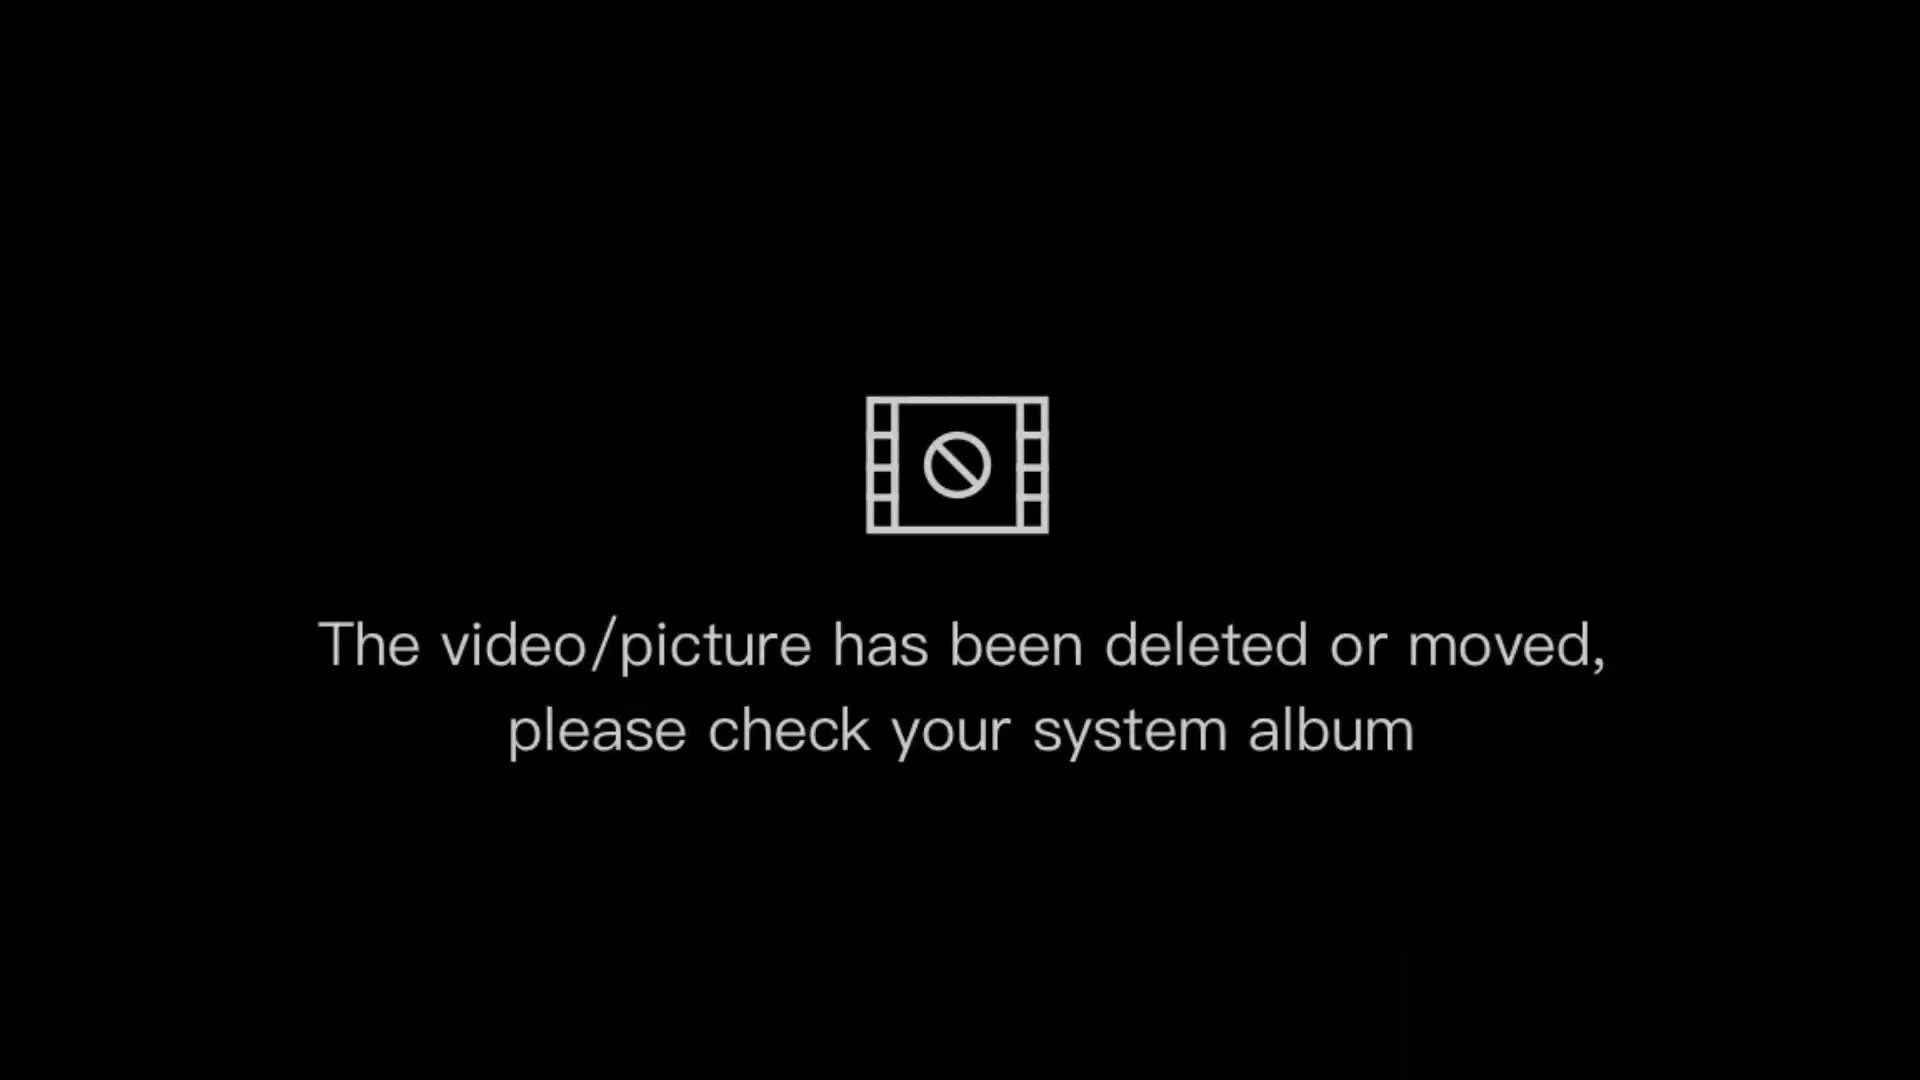 The video/picture has been deleted or moved,
please check your system album